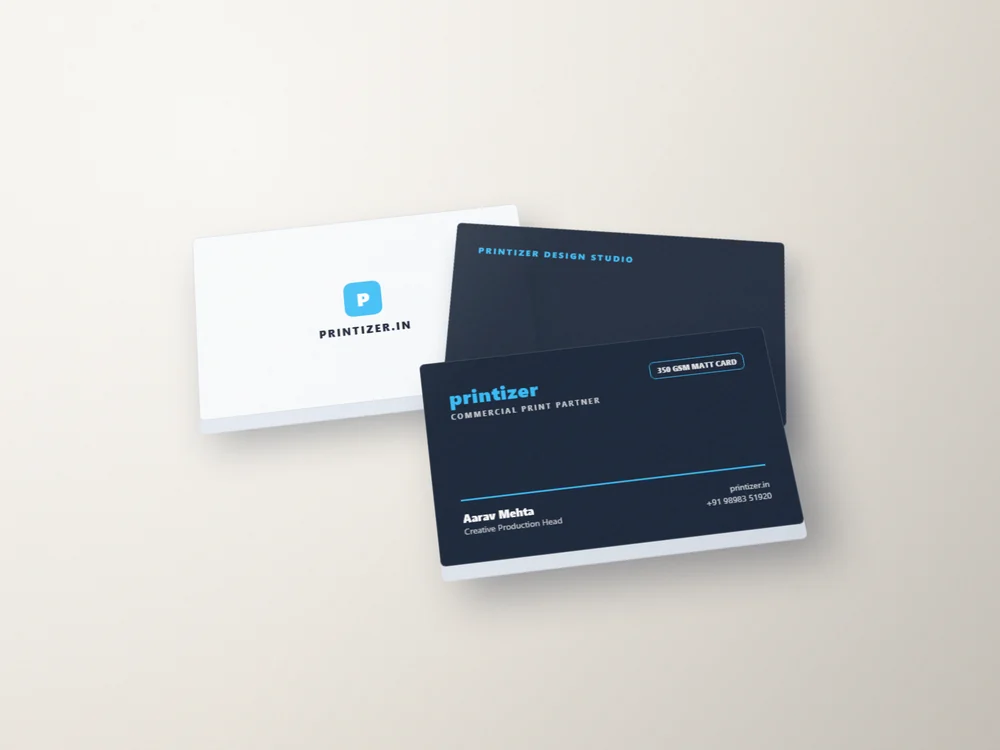 P
PRINTIZER.IN
PRINTIZER DESIGN STUDIO
350 GSM MATT CARD
printizer
COMMERCIAL PRINT PARTNER
Aarav Mehta
Creative Production Head
printizer.in
+91 98983 51920